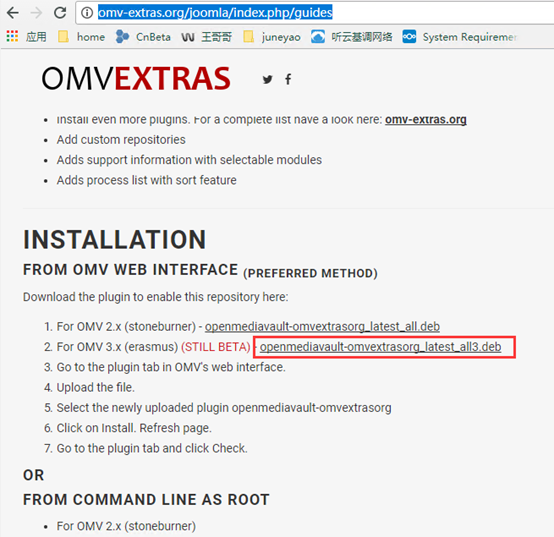 omv-extras.org/joomla/index.php/guides
应用 home CnBeta 王哥哥 juneyao 听云基调网络 System Requiremer
OMVEXTRAS
Install even more plugins. For a complete list have a look here: omv-extras.org
Add custom repositories
Adds support information with selectable modules
Adds process list with sort feature
INSTALLATION
FROM OMV WEB INTERFACE (PREFERRED METHOD)
Download the plugin to enable this repository here:
1. For OMV 2.x (stoneburner) - openmediavault-omvextrasorg_latest_all.deb
2. For OMV 3.x (erasmus) (STILL BETA) - openmediavault-omvextrasorg_latest_all3.deb
3. Go to the plugin tab in OMV's web interface.
4. Upload the file.
5. Select the newly uploaded plugin openmediavault-omvextrasorg
6. Click on Install. Refresh page.
7. Go to the plugin tab and click Check.
OR
FROM COMMAND LINE AS ROOT
For OMV 2.x (stoneburner)